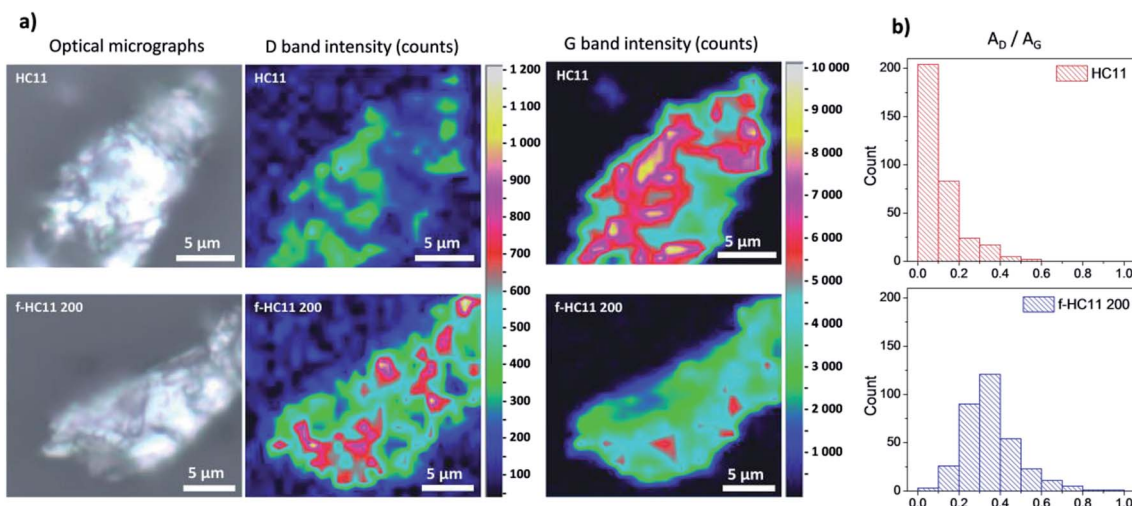 a)
Optical micrographs
D band intensity (counts)
G band intensity (counts)
HC11
5 µm
HC11
5 µm
1 200
1 100
1 000
900
800
700
600
500
400
300
200
100
HC11
5 µm
10 000
9 000
8 000
7 000
6 000
5 000
4 000
3 000
2 000
1 000
f-HC11 200
5 µm
f-HC11 200
5 µm
f-HC11 200
5 µm
b)
A_D / A_G
HC11
Count
200
150
100
50
0
0.0 0.2 0.4 0.6 0.8 1.0
f-HC11 200
Count
200
150
100
50
0
0.0 0.2 0.4 0.6 0.8 1.0